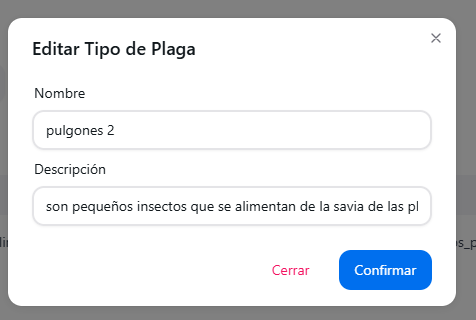 Editar Tipo de Plaga
Nombre
pulgones 2
Descripción
son pequeños insectos que se alimentan de la savia de las pl
Cerrar
Confirmar